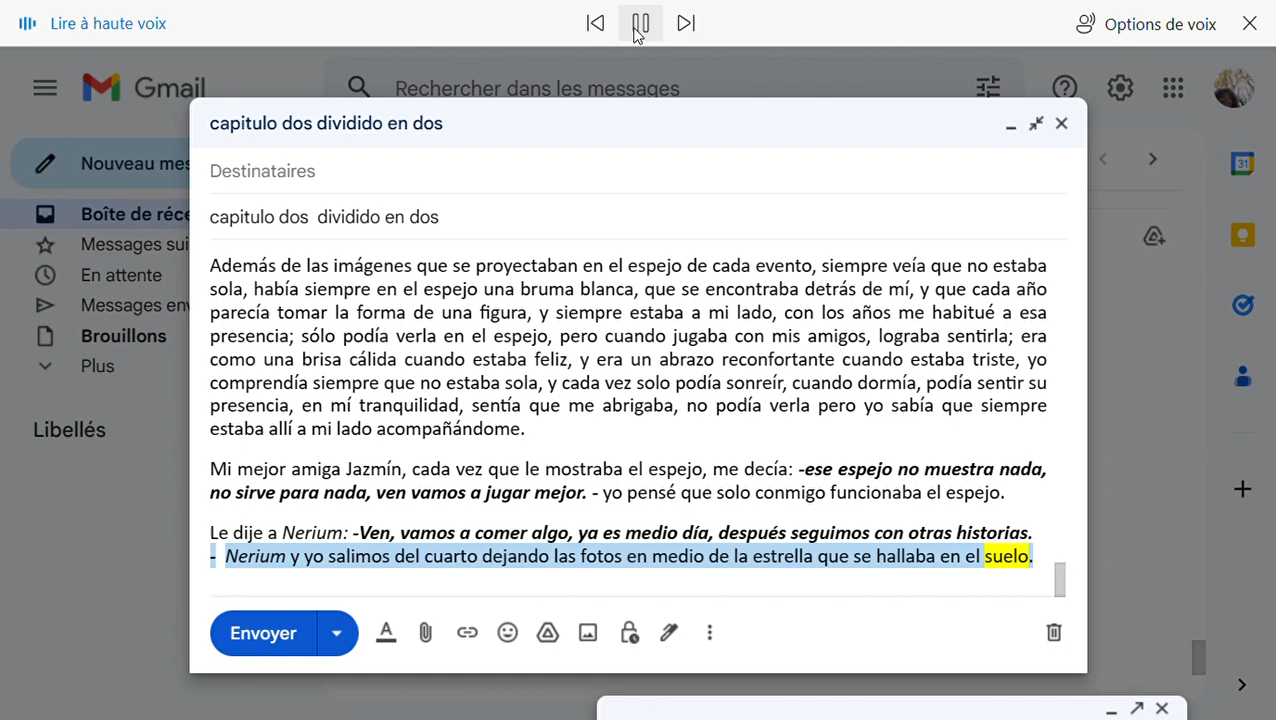 Lire à haute voix
Options de voix
Gmail
Rechercher dans les messages
capitulo dos dividido en dos
Nouveau mes
Destinataires
Boîte de réce
capitulo dos dividido en dos
Messages sui
En attente
Messages env
Brouillons
Plus
Libellés
Además de las imágenes que se proyectaban en el espejo de cada evento, siempre veía que no estaba
sola, había siempre en el espejo una bruma blanca, que se encontraba detrás de mí, y que cada año
parecía tomar la forma de una figura, y siempre estaba a mi lado, con los años me habitué a esa
presencia; sólo podía verla en el espejo, pero cuando jugaba con mis amigos, lograba sentirla; era
como una brisa cálida cuando estaba feliz, y era un abrazo reconfortante cuando estaba triste, yo
comprendía siempre que no estaba sola, y cada vez solo podía sonreír, cuando dormía, podía sentir su
presencia, en mí tranquilidad, sentía que me abrigaba, no podía verla pero yo sabía que siempre
estaba allí a mi lado acompañándome.
Mi mejor amiga Jazmín, cada vez que le mostraba el espejo, me decía: -ese espejo no muestra nada,
no sirve para nada, ven vamos a jugar mejor. - yo pensé que solo conmigo funcionaba el espejo.
Le dije a Nerium: -Ven, vamos a comer algo, ya es medio día, después seguimos con otras historias.
- Nerium y yo salimos del cuarto dejando las fotos en medio de la estrella que se hallaba en el suelo.
Envoyer
31